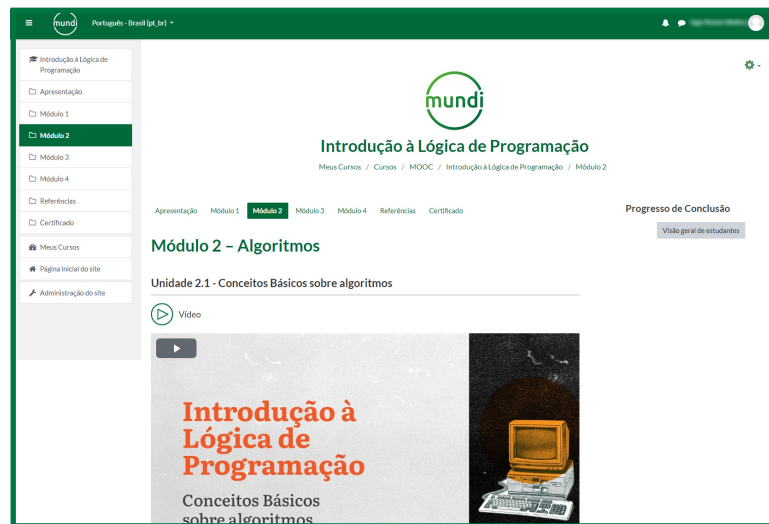 mundi
Português - Brasil (pt_br)
Introdução à Lógica de
Programação
Apresentação
Módulo 1
Módulo 2
Módulo 3
Módulo 4
Referências
Certificado
Meus Cursos
Página inicial do site
Administração do site
mundi
Introdução à Lógica de Programação
Meus Cursos / Cursos / MOOC / Introdução à Lógica de Programação / Módulo 2
Apresentação Módulo 1 Módulo 2 Módulo 3 Módulo 4 Referências Certificado
Módulo 2 – Algoritmos
Unidade 2.1 - Conceitos Básicos sobre algoritmos
Vídeo
Introdução à
Lógica de
Programação
Conceitos Básicos
sobre algoritmos
Progresso de Conclusão
Visão geral de estudantes